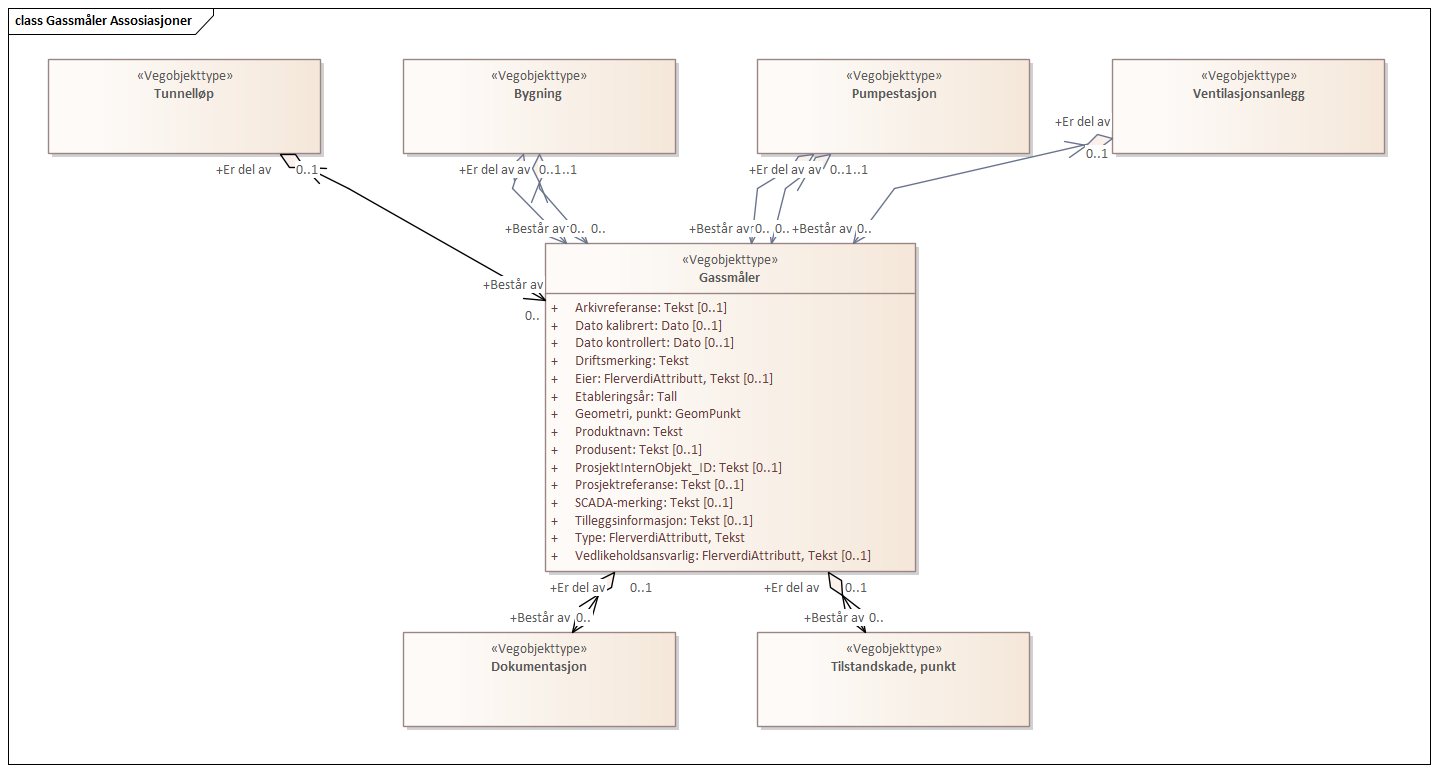 class Gassmåler Assosiasjoner
«Vegobjekttype»
Tunnelløp
«Vegobjekttype»
Bygning
«Vegobjekttype»
Pumpestasjon
«Vegobjekttype»
Ventilasjonsanlegg
+Er del av
0..1
+Er del av
0..1
+Er del av av
0..1..1
+Er del av av
0..1..1
+Består av 0..
0..
+Består av 0..
0..
+Består av 0..
+Består av
0..
«Vegobjekttype»
Gassmåler
+ Arkivreferanse: Tekst [0..1]
+ Dato kalibrert: Dato [0..1]
+ Dato kontrollert: Dato [0..1]
+ Driftsmerking: Tekst
+ Eier: FlerverdiAttributt, Tekst [0..1]
+ Etableringsår: Tall
+ Geometri, punkt: GeomPunkt
+ Produktnavn: Tekst
+ Produsent: Tekst [0..1]
+ ProsjektInternObjekt_ID: Tekst [0..1]
+ Prosjektreferanse: Tekst [0..1]
+ SCADA-merking: Tekst [0..1]
+ Tilleggsinformasjon: Tekst [0..1]
+ Type: FlerverdiAttributt, Tekst
+ Vedlikeholdsansvarlig: FlerverdiAttributt, Tekst [0..1]
+Er del av
0..1
+Er del av
0..1
+Består av 0..
+Består av 0..
«Vegobjekttype»
Dokumentasjon
«Vegobjekttype»
Tilstandskade, punkt